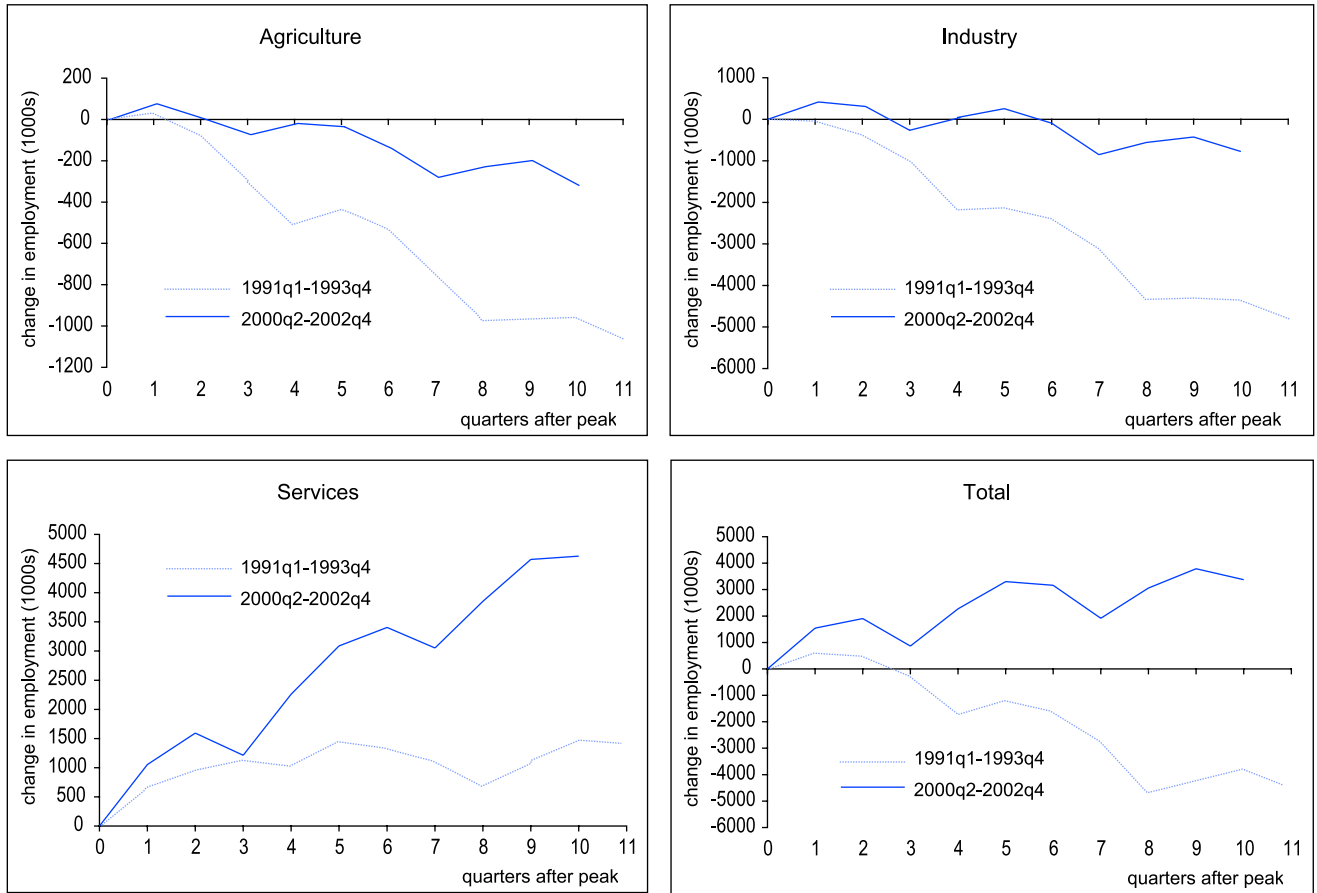 Agriculture
change in employment (1000s)
200
0
-200
-400
-600
-800
-1000
-1200
1991q1-1993q4
2000q2-2002q4
0 1 2 3 4 5 6 7 8 9 10 11
quarters after peak
Industry
change in employment (1000s)
1000
0
-1000
-2000
-3000
-4000
-5000
-6000
1991q1-1993q4
2000q2-2002q4
0 1 2 3 4 5 6 7 8 9 10 11
quarters after peak
Services
change in employment (1000s)
5000
4500
4000
3500
3000
2500
2000
1500
1000
500
0
1991q1-1993q4
2000q2-2002q4
0 1 2 3 4 5 6 7 8 9 10 11
quarters after peak
Total
change in employment (1000s)
5000
4000
3000
2000
1000
0
-1000
-2000
-3000
-4000
-5000
-6000
1991q1-1993q4
2000q2-2002q4
0 1 2 3 4 5 6 7 8 9 10 11
quarters after peak